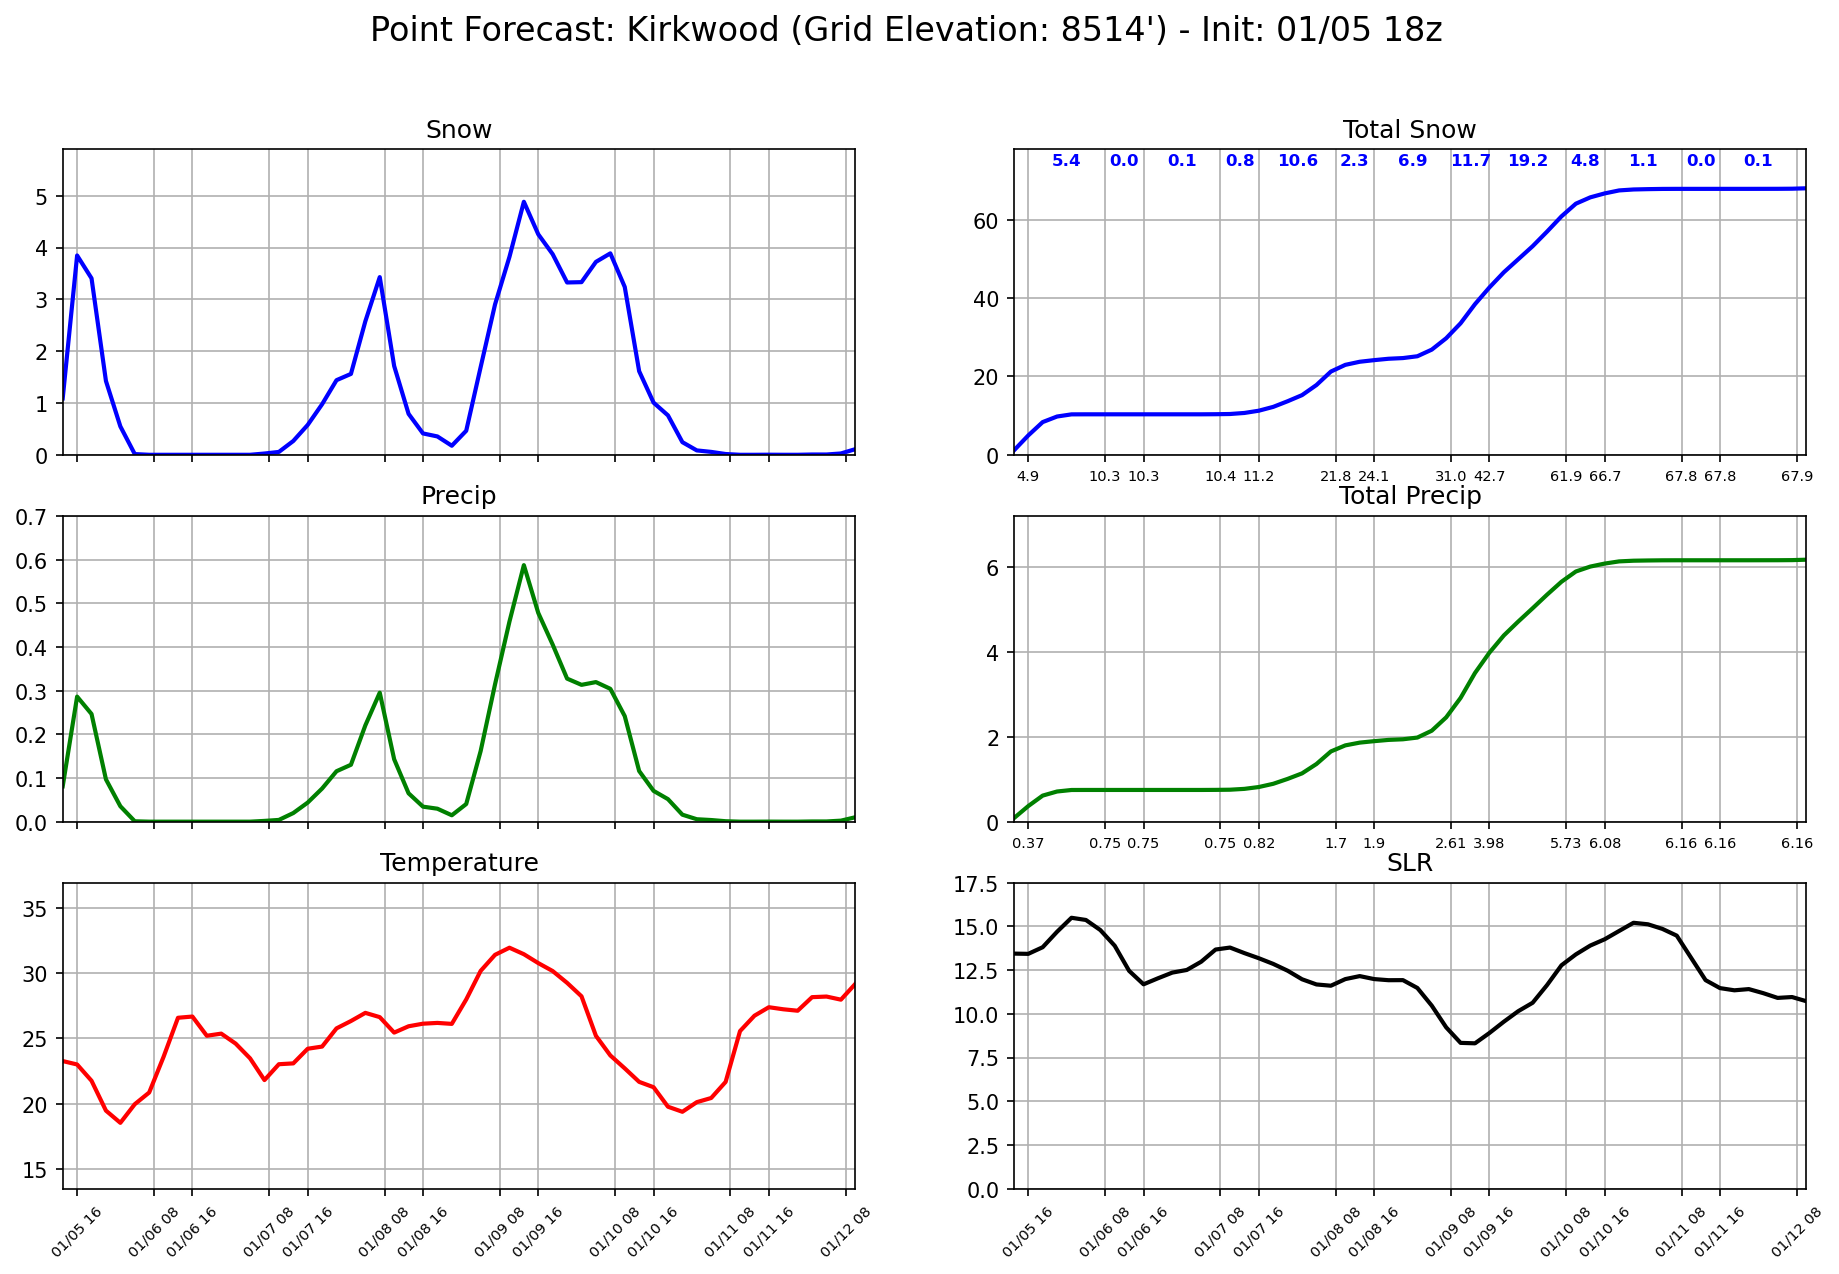 Point Forecast: Kirkwood (Grid Elevation: 8514') - Init: 01/05 18z
Snow
5
4
3
2
1
0
Total Snow
5.4 0.0 0.1 0.8 10.6 2.3 6.9 11.7 19.2 4.8 1.1 0.0 0.1
60
40
20
0
4.9 10.3 10.3 10.4 11.2 21.8 24.1 31.0 42.7 61.9 66.7 67.8 67.8 67.9
Precip
0.7
0.6
0.5
0.4
0.3
0.2
0.1
0.0
Total Precip
6
4
2
0
0.37 0.75 0.75 0.75 0.82 1.7 1.9 2.61 3.98 5.73 6.08 6.16 6.16 6.16
Temperature
35
30
25
20
15
01/05 16 01/06 08 01/06 16 01/07 08 01/07 16 01/08 08 01/08 16 01/09 08 01/09 16 01/10 08 01/10 16 01/11 08 01/11 16 01/12 08
SLR
17.5
15.0
12.5
10.0
7.5
5.0
2.5
0.0
01/05 16 01/06 08 01/06 16 01/07 08 01/07 16 01/08 08 01/08 16 01/09 08 01/09 16 01/10 08 01/10 16 01/11 08 01/11 16 01/12 08